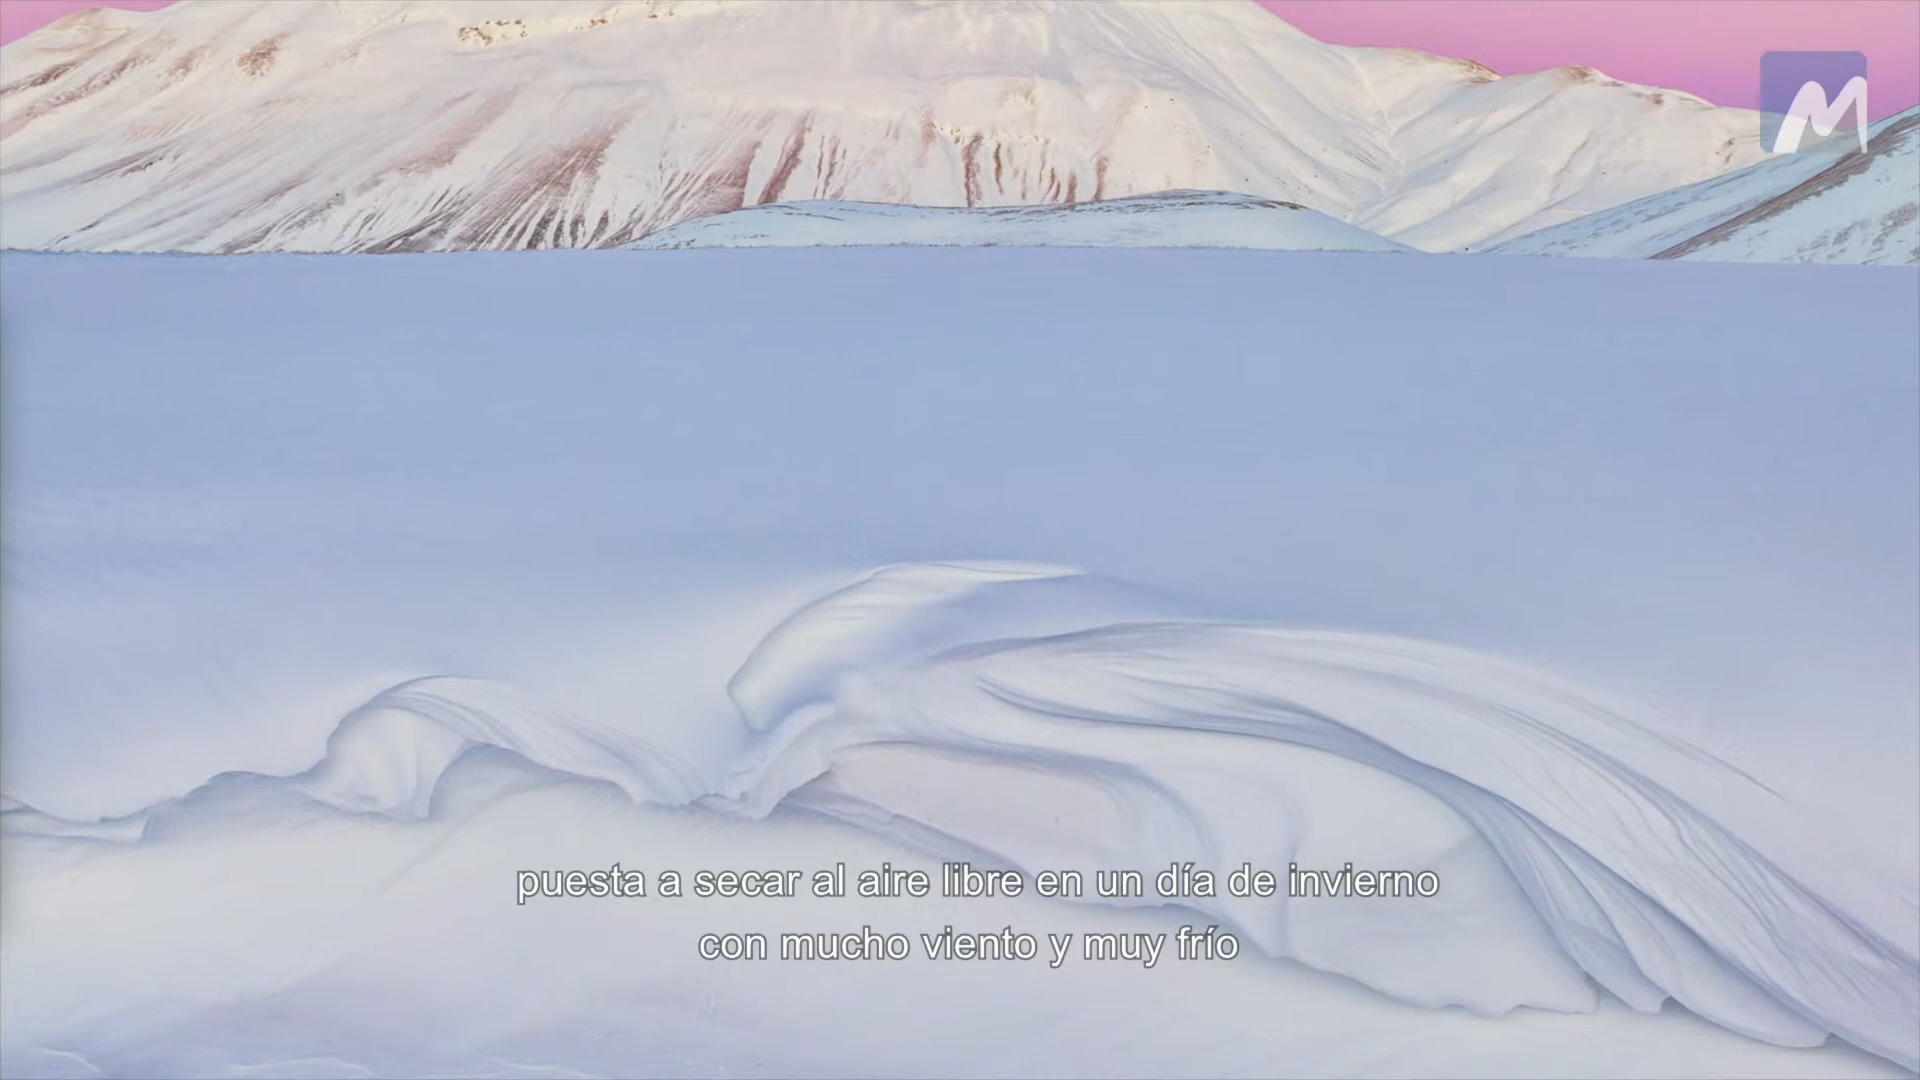 M
puesta a secar al aire libre en un día de invierno
con mucho viento y muy frío